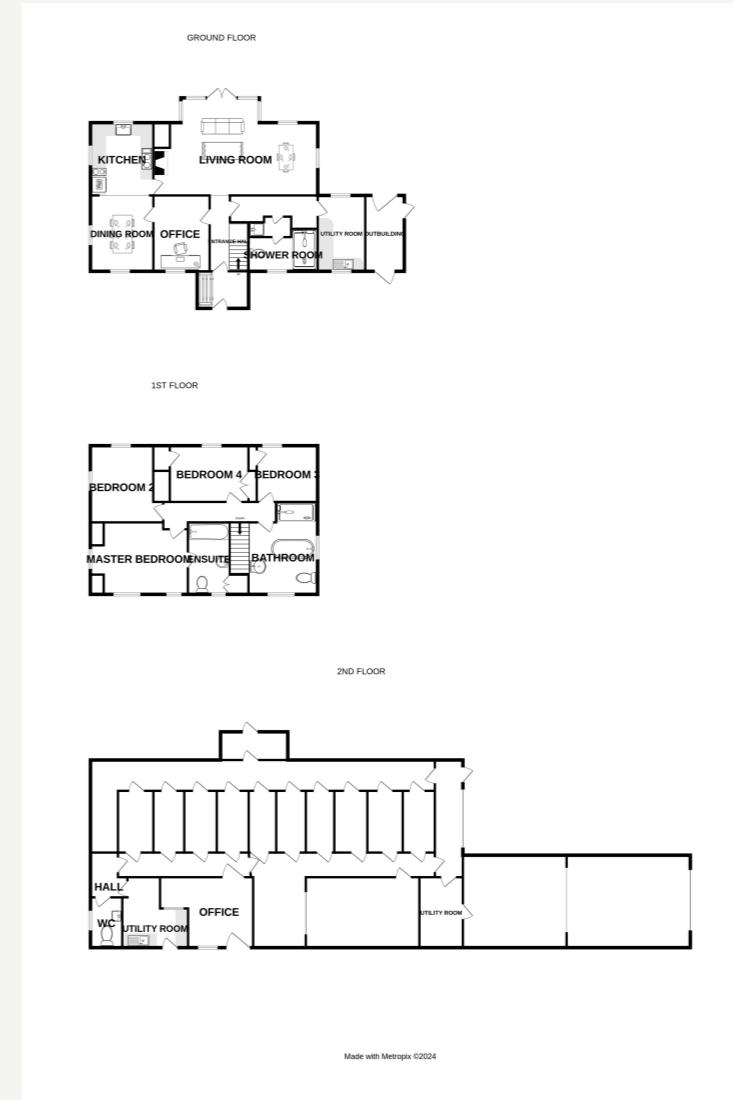 GROUND FLOOR
KITCHEN
LIVING ROOM
DINING ROOM
OFFICE
ENTRANCE HALL
SHOWER ROOM
UTILITY ROOM
OUTBUILDING
1ST FLOOR
BEDROOM 2
BEDROOM 4
BEDROOM 3
MASTER BEDROOM
ENSUITE
BATHROOM
2ND FLOOR
HALL
WC
UTILITY ROOM
OFFICE
UTILITY ROOM
Made with Metropix ©2024